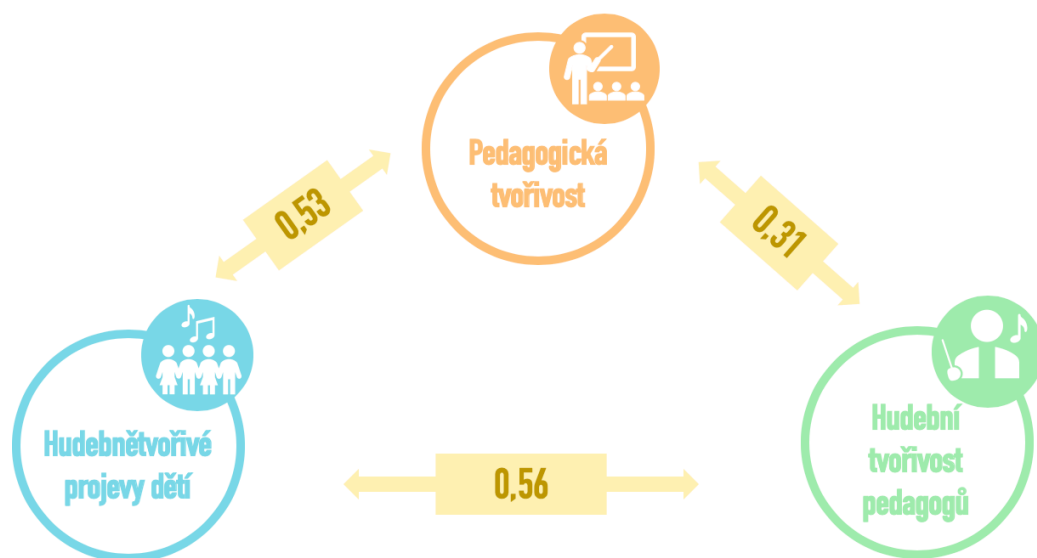 Pedagogická
tvořivost
0,53
0,31
Hudebnětvořivé
projevy dětí
0,56
Hudební
tvořivost
pedagogů